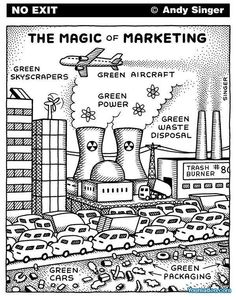 NO EXIT © Andy Singer
THE MAGIC OF MARKETING
GREEN
SKYSCRAPERS
GREEN AIRCRAFT
GREEN
POWER
GREEN
WASTE
DISPOSAL
SINGER
TRASH
BURNER
GREEN
CARS
GREEN
PACKAGING